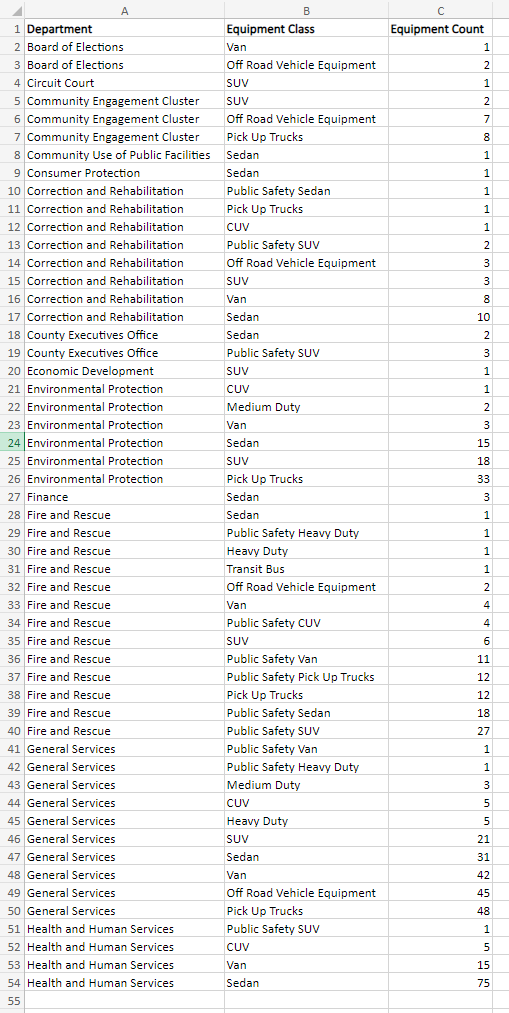 A B C
1 Department Equipment Class Equipment Count
2 Board of Elections Van 1
3 Board of Elections Off Road Vehicle Equipment 2
4 Circuit Court SUV 1
5 Community Engagement Cluster SUV 2
6 Community Engagement Cluster Off Road Vehicle Equipment 7
7 Community Engagement Cluster Pick Up Trucks 8
8 Community Use of Public Facilities Sedan 1
9 Consumer Protection Sedan 1
10 Correction and Rehabilitation Public Safety Sedan 1
11 Correction and Rehabilitation Pick Up Trucks 1
12 Correction and Rehabilitation CUV 1
13 Correction and Rehabilitation Public Safety SUV 2
14 Correction and Rehabilitation Off Road Vehicle Equipment 3
15 Correction and Rehabilitation SUV 3
16 Correction and Rehabilitation Van 8
17 Correction and Rehabilitation Sedan 10
18 County Executives Office Sedan 2
19 County Executives Office Public Safety SUV 3
20 Economic Development SUV 1
21 Environmental Protection CUV 1
22 Environmental Protection Medium Duty 2
23 Environmental Protection Van 3
24 Environmental Protection Sedan 15
25 Environmental Protection SUV 18
26 Environmental Protection Pick Up Trucks 33
27 Finance Sedan 3
28 Fire and Rescue Sedan 1
29 Fire and Rescue Public Safety Heavy Duty 1
30 Fire and Rescue Heavy Duty 1
31 Fire and Rescue Transit Bus 1
32 Fire and Rescue Off Road Vehicle Equipment 2
33 Fire and Rescue Van 4
34 Fire and Rescue Public Safety CUV 4
35 Fire and Rescue SUV 6
36 Fire and Rescue Public Safety Van 11
37 Fire and Rescue Public Safety Pick Up Trucks 12
38 Fire and Rescue Pick Up Trucks 12
39 Fire and Rescue Public Safety Sedan 18
40 Fire and Rescue Public Safety SUV 27
41 General Services Public Safety Van 1
42 General Services Public Safety Heavy Duty 1
43 General Services Medium Duty 3
44 General Services CUV 5
45 General Services Heavy Duty 5
46 General Services SUV 21
47 General Services Sedan 31
48 General Services Van 42
49 General Services Off Road Vehicle Equipment 45
50 General Services Pick Up Trucks 48
51 Health and Human Services Public Safety SUV 1
52 Health and Human Services CUV 5
53 Health and Human Services Van 15
54 Health and Human Services Sedan 75
55